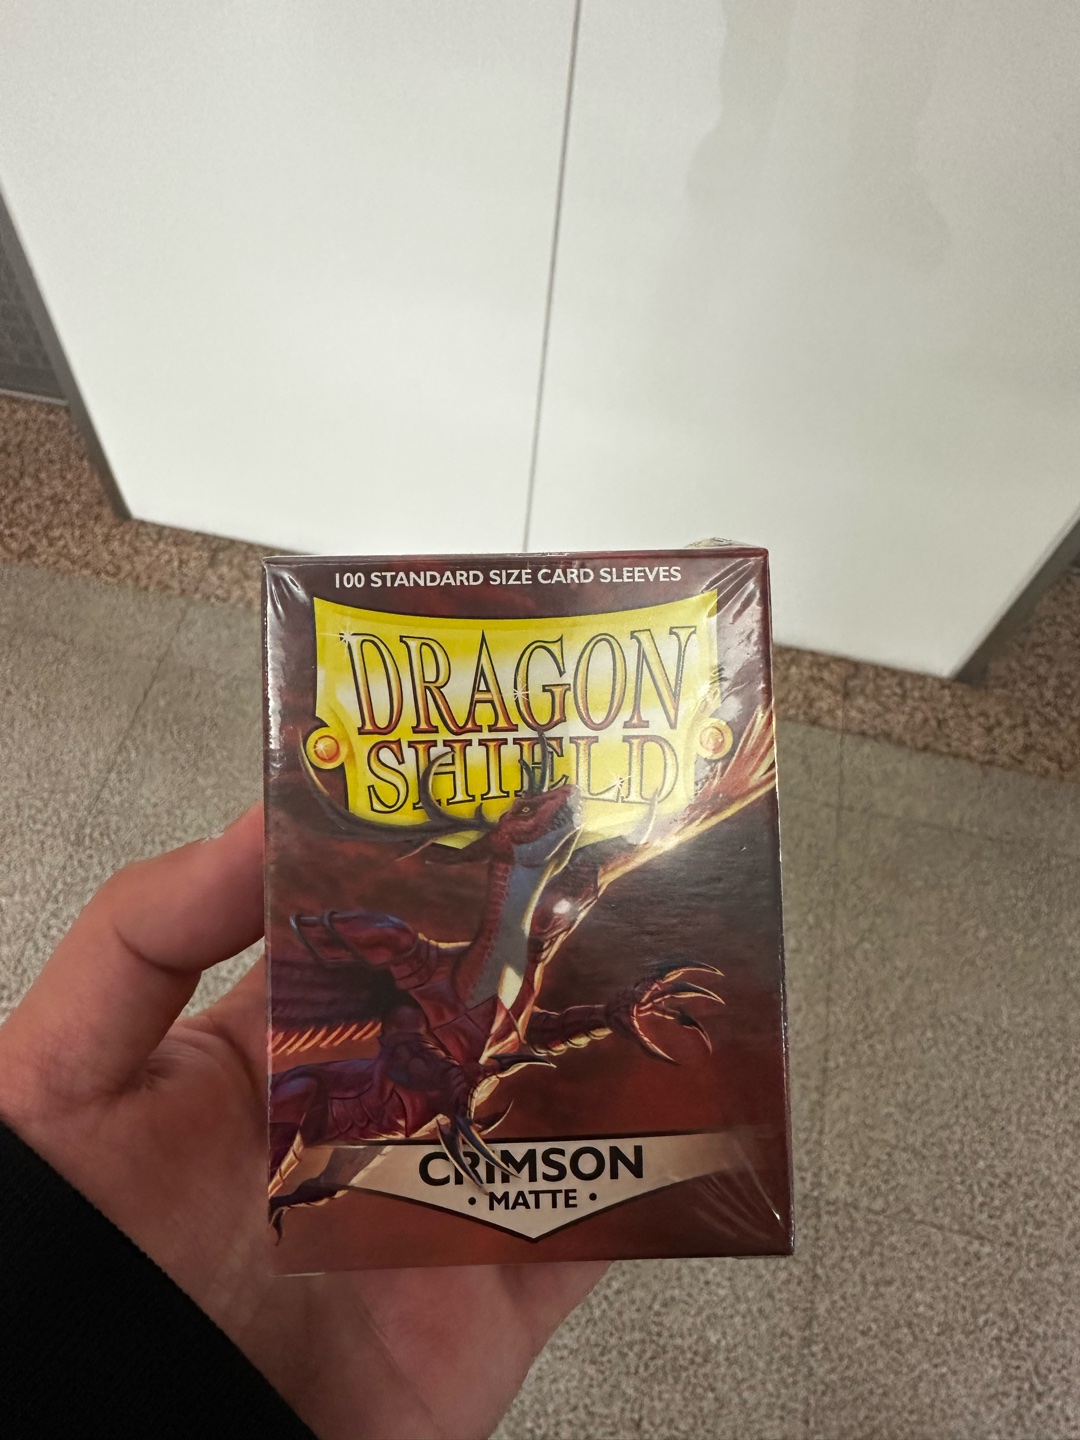 100 STANDARD SIZE CARD SLEEVES
DRAGON
SHIELD
CRIMSON
• MATTE •